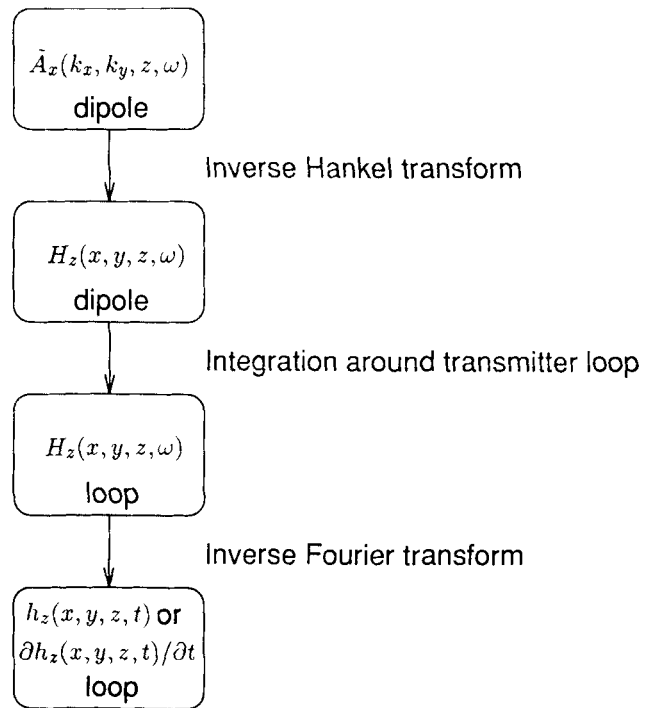 Ã_x(k_x, k_y, z, ω)
dipole
Inverse Hankel transform
H_z(x, y, z, ω)
dipole
Integration around transmitter loop
H_z(x, y, z, ω)
loop
Inverse Fourier transform
h_z(x, y, z, t) or
∂h_z(x, y, z, t)/∂t
loop